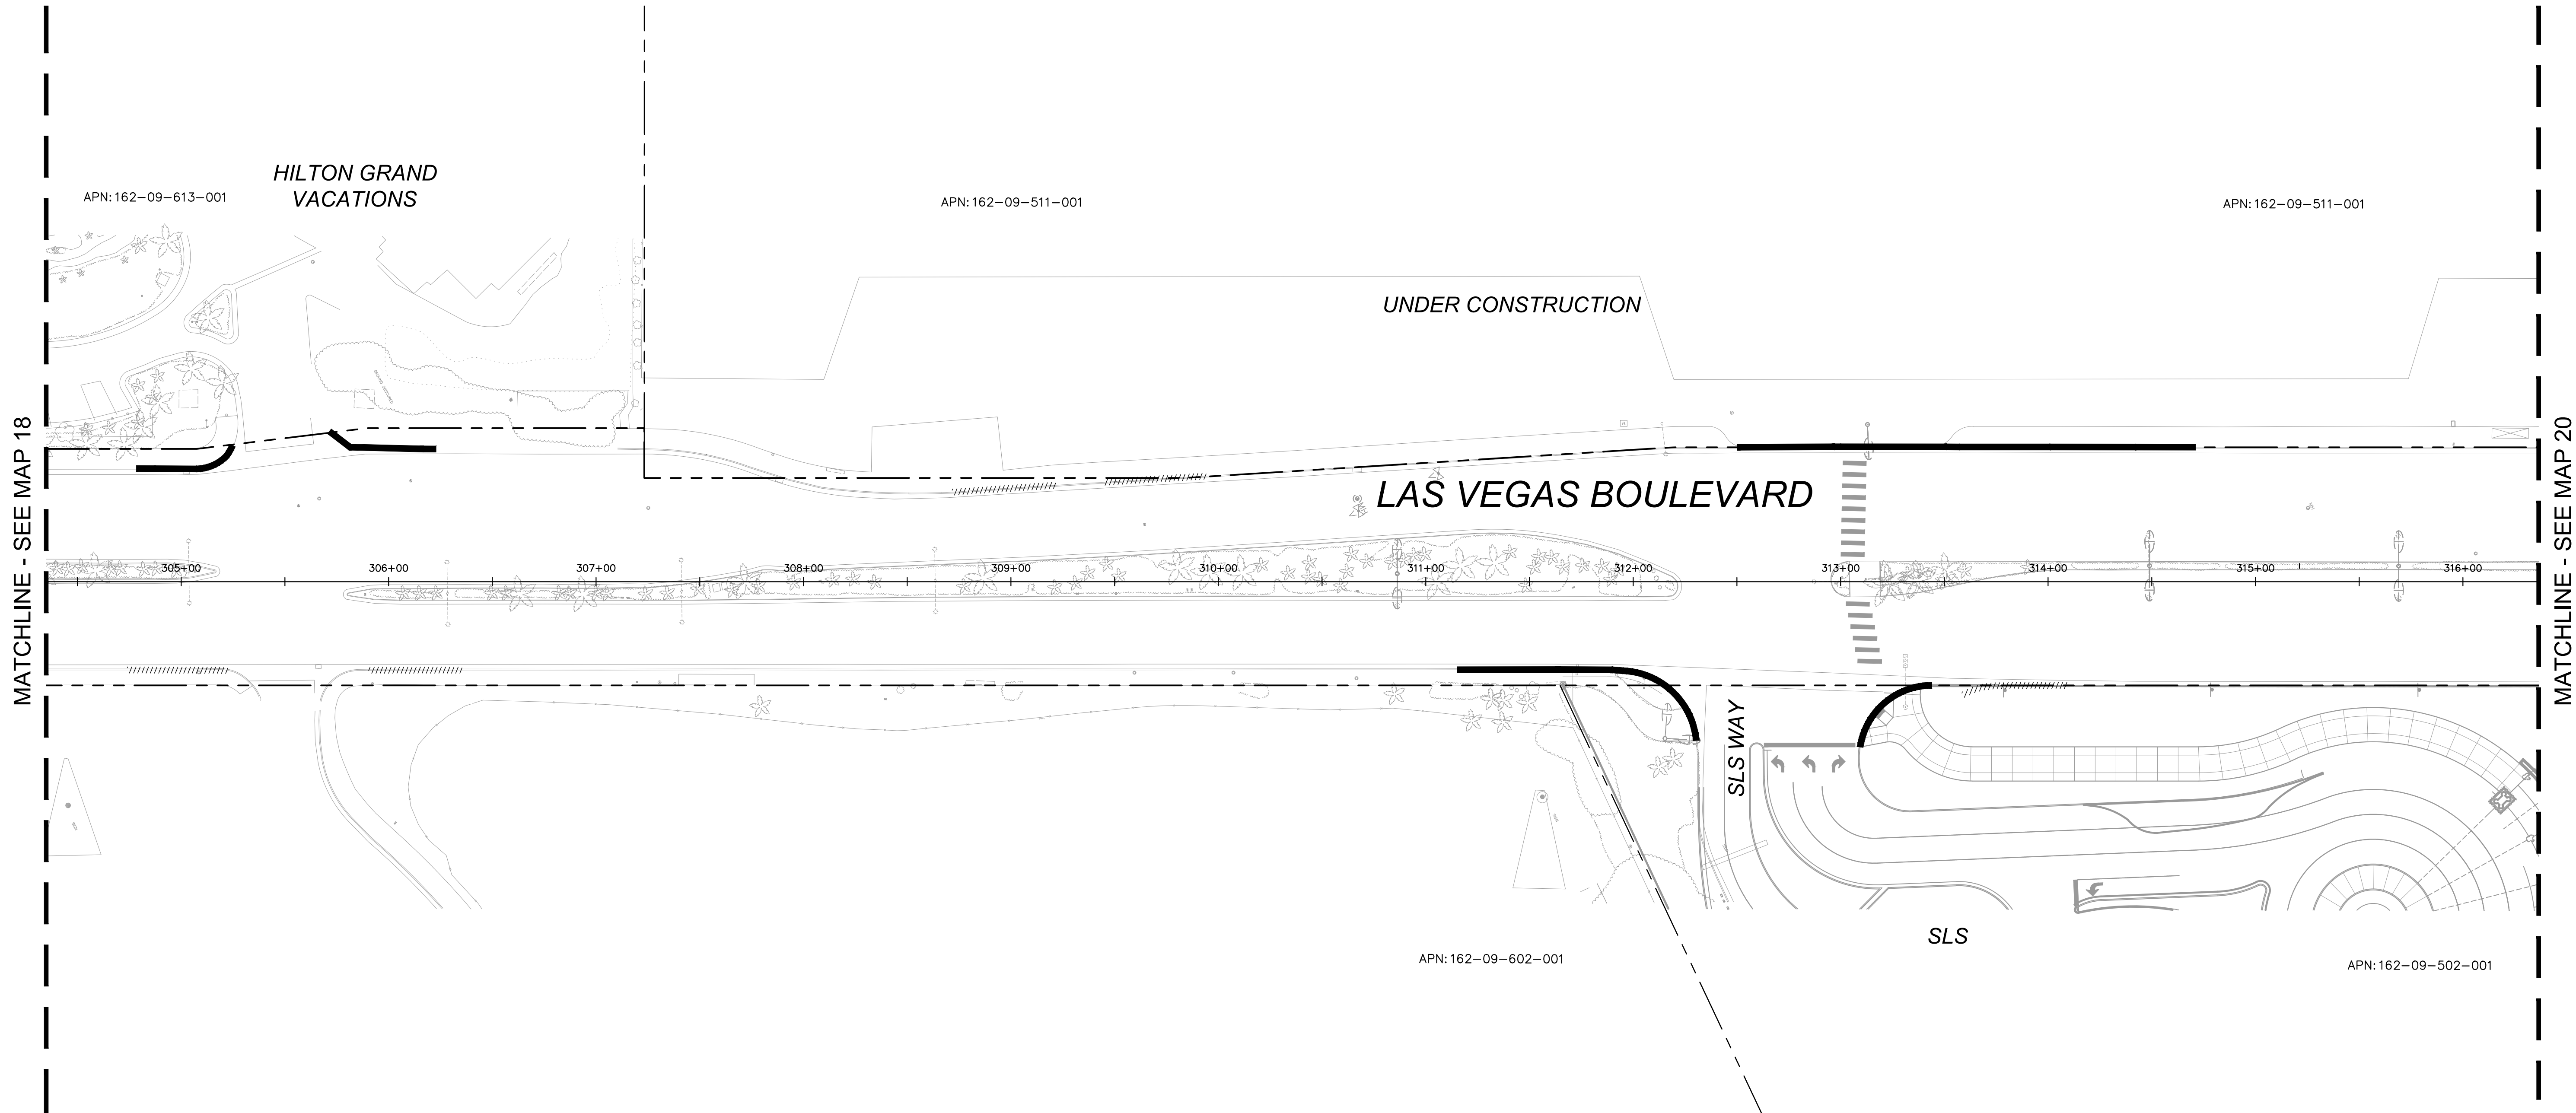 HILTON GRAND
VACATIONS
APN: 162-09-613-001
APN: 162-09-511-001
APN: 162-09-511-001
UNDER CONSTRUCTION
MATCHLINE - SEE MAP 18
MATCHLINE - SEE MAP 20
LAS VEGAS BOULEVARD
305+00
306+00
307+00
308+00
309+00
310+00
311+00
312+00
313+00
314+00
315+00
316+00
SLS WAY
SLS
APN: 162-09-602-001
APN: 162-09-502-001